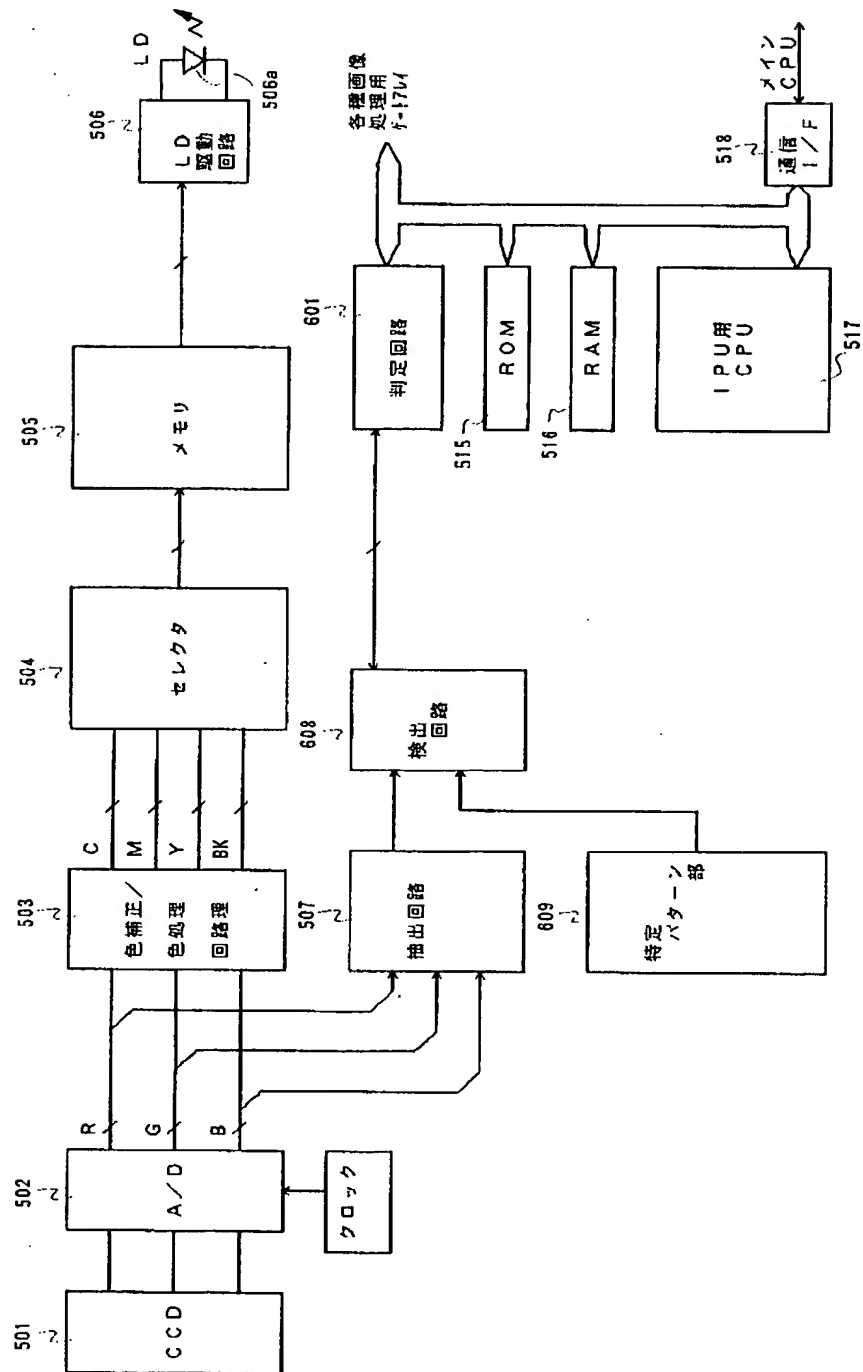 501
CCD
502
A/D
クロック
R
G
B
503
色補正/
色処理
回路理
C
M
Y
BK
504
セレクタ
505
メモリ
506
LD
駆動
回路
LD
506a
507
抽出回路
608
検出
回路
609
特定
パターン部
601
判定回路
515
ROM
516
RAM
IPU用
CPU
517
各種画像
処理用
ゲートアレイ
518
通信
I/F
メイン
CPU